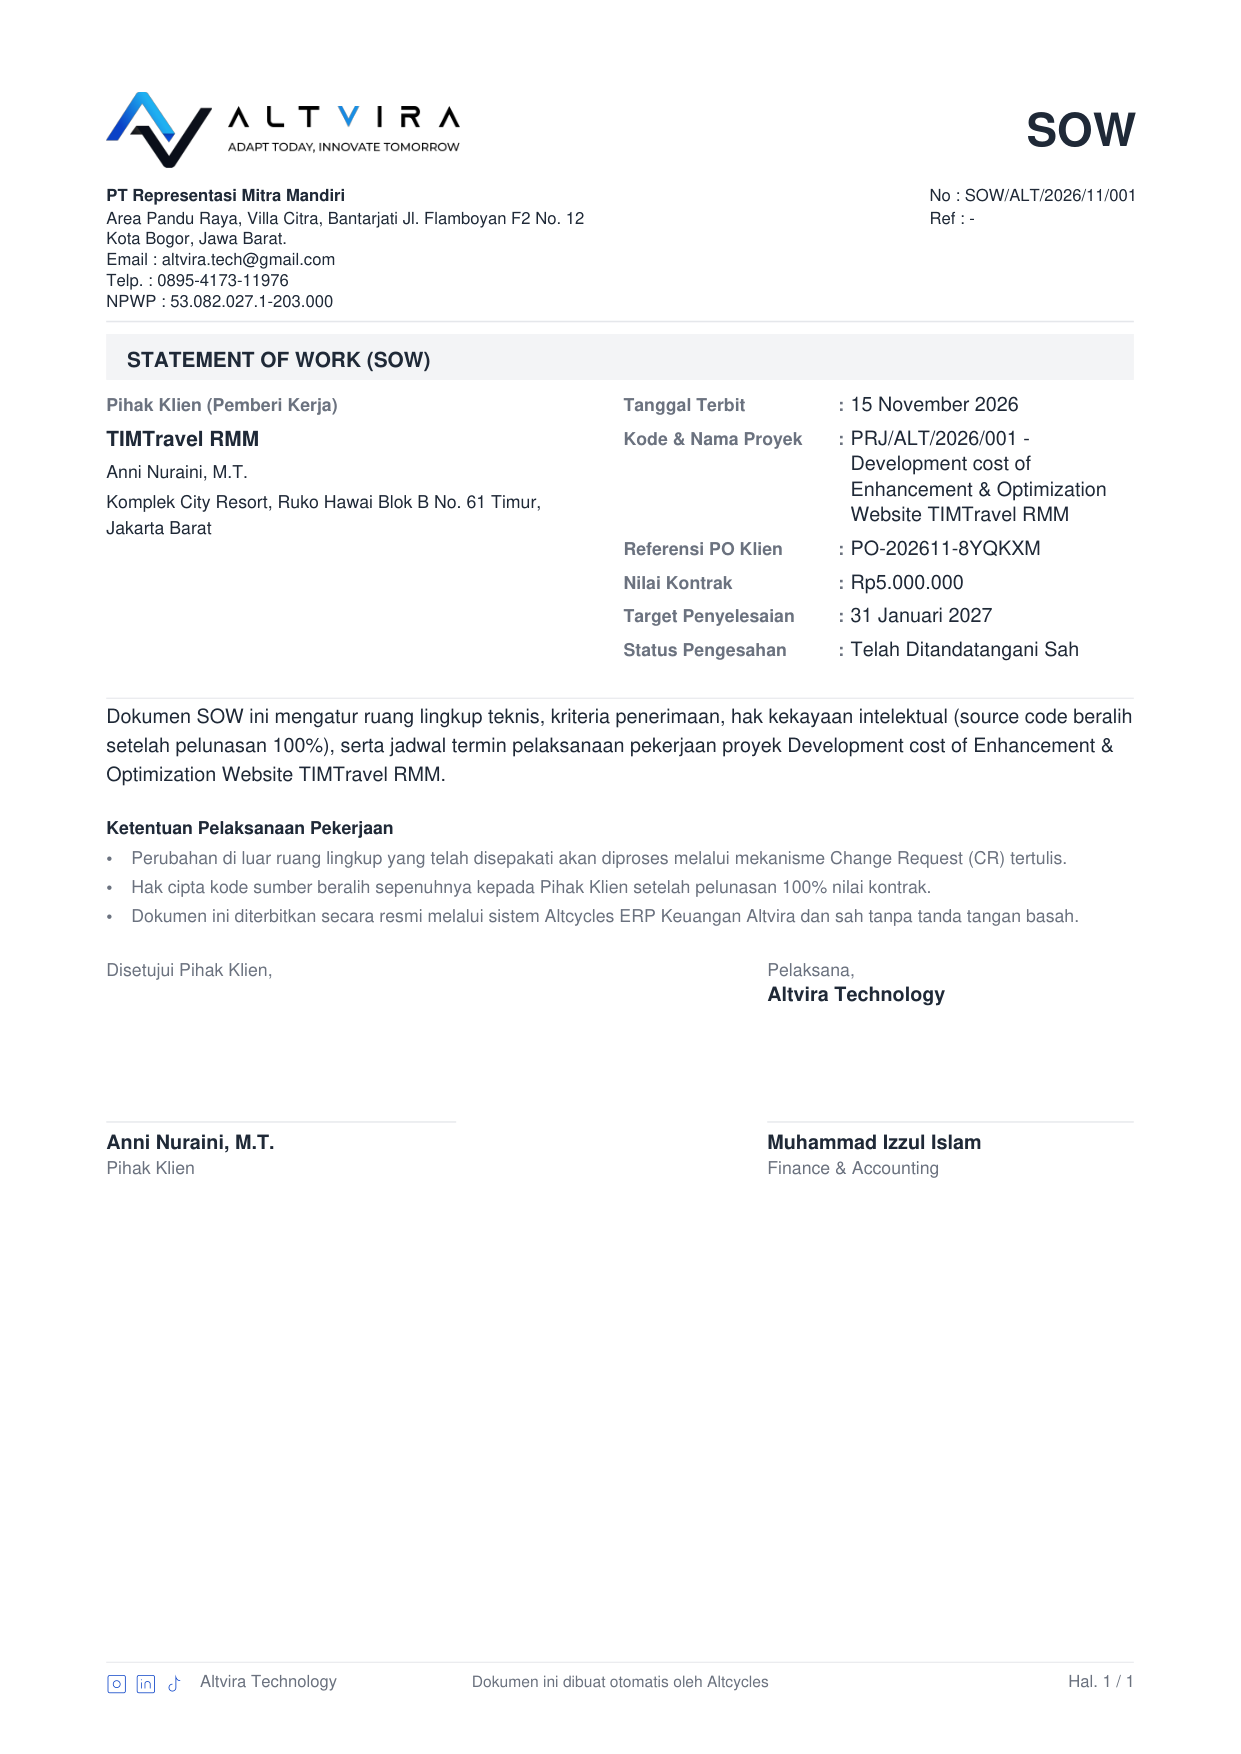 ALTVIRA
ADAPT TODAY, INNOVATE TOMORROW
SOW
PT Representasi Mitra Mandiri
Area Pandu Raya, Villa Citra, Bantarjati Jl. Flamboyan F2 No. 12
Kota Bogor, Jawa Barat.
Email : altvira.tech@gmail.com
Telp. : 0895-4173-11976
NPWP : 53.082.027.1-203.000
No : SOW/ALT/2026/11/001
Ref : -
STATEMENT OF WORK (SOW)
Pihak Klien (Pemberi Kerja)
TIMTravel RMM
Anni Nuraini, M.T.
Komplek City Resort, Ruko Hawai Blok B No. 61 Timur,
Jakarta Barat
Tanggal Terbit : 15 November 2026
Kode & Nama Proyek : PRJ/ALT/2026/001 -
Development cost of
Enhancement & Optimization
Website TIMTravel RMM
Referensi PO Klien : PO-202611-8YQKXM
Nilai Kontrak : Rp5.000.000
Target Penyelesaian : 31 Januari 2027
Status Pengesahan : Telah Ditandatangani Sah
Dokumen SOW ini mengatur ruang lingkup teknis, kriteria penerimaan, hak kekayaan intelektual (source code beralih
setelah pelunasan 100%), serta jadwal termin pelaksanaan pekerjaan proyek Development cost of Enhancement &
Optimization Website TIMTravel RMM.
Ketentuan Pelaksanaan Pekerjaan
• Perubahan di luar ruang lingkup yang telah disepakati akan diproses melalui mekanisme Change Request (CR) tertulis.
• Hak cipta kode sumber beralih sepenuhnya kepada Pihak Klien setelah pelunasan 100% nilai kontrak.
• Dokumen ini diterbitkan secara resmi melalui sistem Altcycles ERP Keuangan Altvira dan sah tanpa tanda tangan basah.
Disetujui Pihak Klien,
Pelaksana,
Altvira Technology
Anni Nuraini, M.T.
Pihak Klien
Muhammad Izzul Islam
Finance & Accounting
Altvira Technology
Dokumen ini dibuat otomatis oleh Altcycles
Hal. 1 / 1